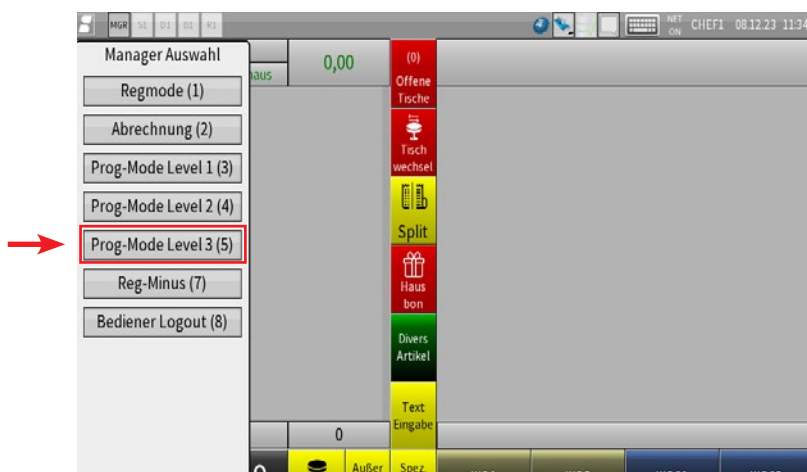 MGR S1 D1 D1 R1
NET
ON
CHEF1 08.12.23 11:34
Manager Auswahl
Regmode (1)
Abrechnung (2)
Prog-Mode Level 1 (3)
Prog-Mode Level 2 (4)
Prog-Mode Level 3 (5)
Reg-Minus (7)
Bediener Logout (8)
haus
0,00
(0)
Offene
Tische
Tisch
wechsel
Split
Haus
bon
Divers
Artikel
Text
Eingabe
0
Außer
Spez.